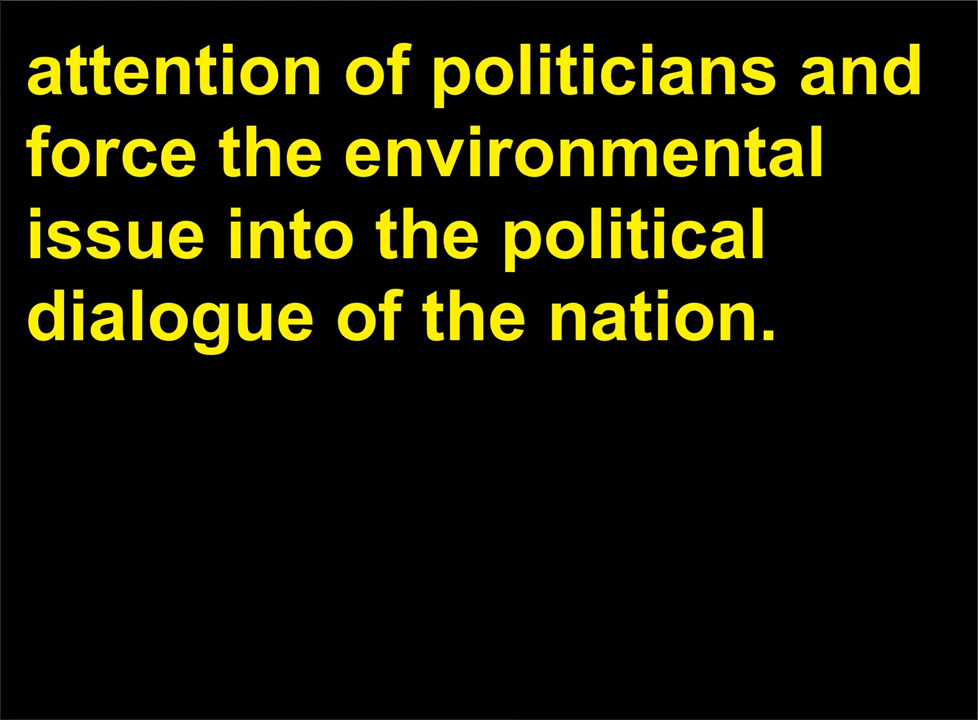 attention of politicians and
force the environmental
issue into the political
dialogue of the nation.